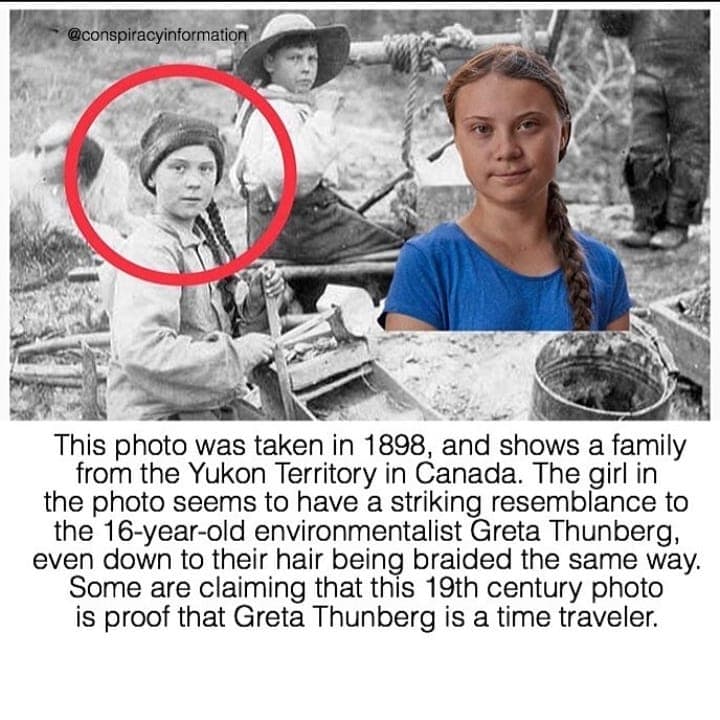 @conspiracyinformation
This photo was taken in 1898, and shows a family
from the Yukon Territory in Canada. The girl in
the photo seems to have a striking resemblance to
the 16-year-old environmentalist Greta Thunberg,
even down to their hair being braided the same way.
Some are claiming that this 19th century photo
is proof that Greta Thunberg is a time traveler.